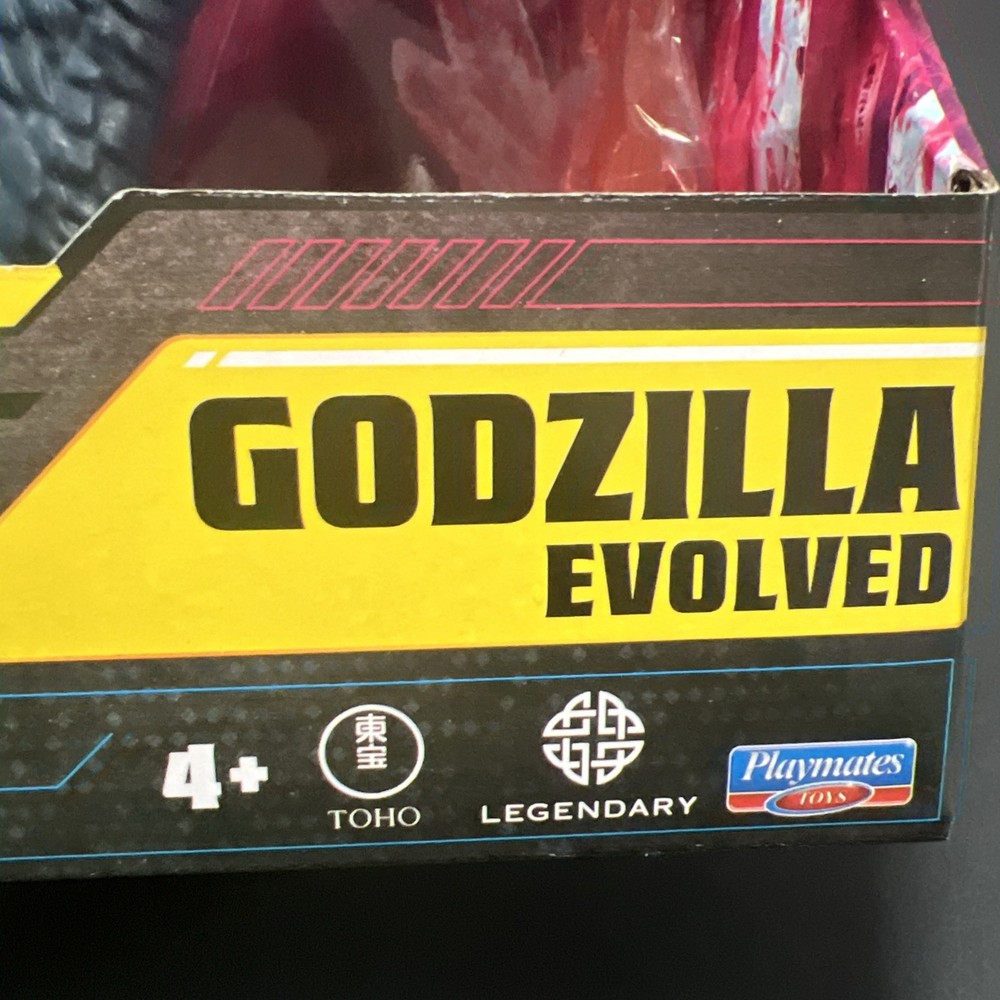 GODZILLA
EVOLVED
4+
東
宝
TOHO
LEGENDARY
Playmates
TOYS